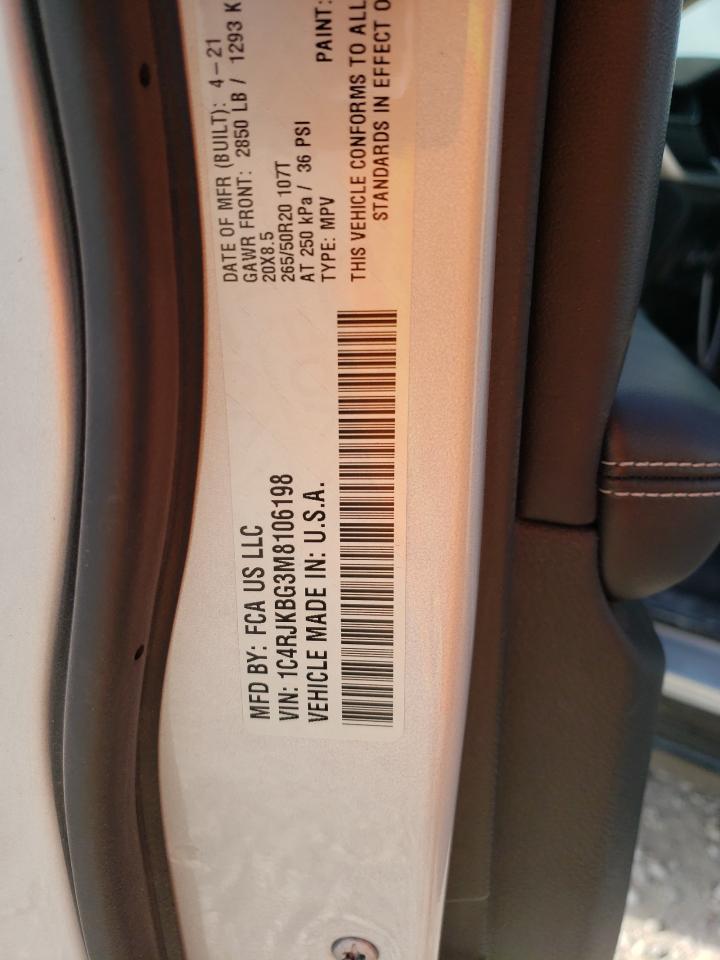 MFD BY: FCA US LLC
VIN: 1C4RJKBG3M8106198
VEHICLE MADE IN: U.S.A.
DATE OF MFR (BUILT): 4-21
GAWR FRONT: 2850 LB / 1293 K
20X8.5
265/50R20 107T
AT 250 kPa / 36 PSI
TYPE: MPV PAINT:
THIS VEHICLE CONFORMS TO ALL
STANDARDS IN EFFECT O